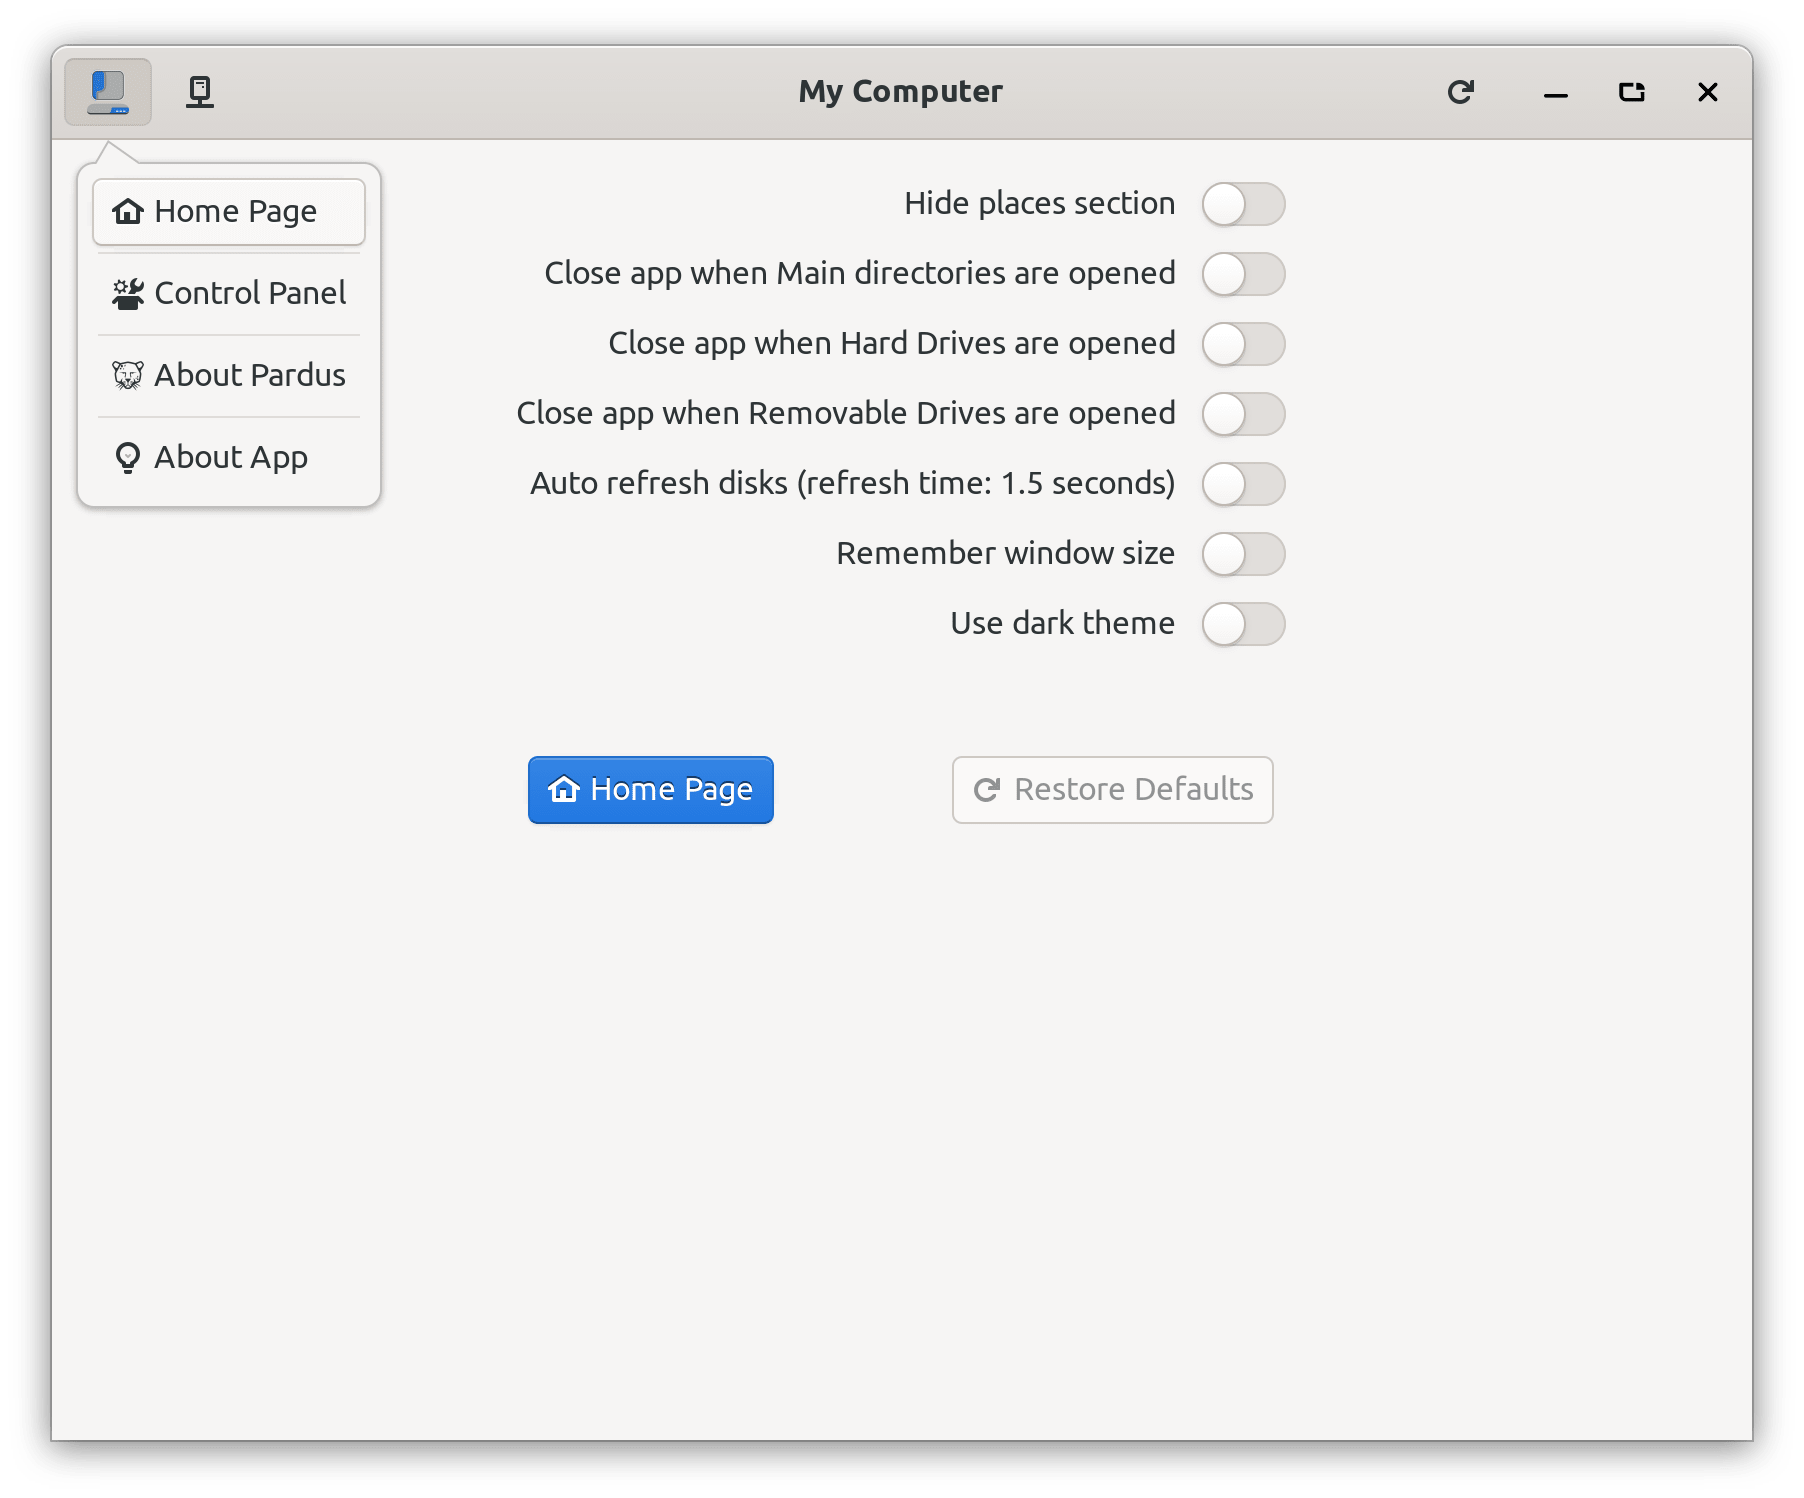 My Computer
Home Page
Control Panel
About Pardus
About App
Hide places section
Close app when Main directories are opened
Close app when Hard Drives are opened
Close app when Removable Drives are opened
Auto refresh disks (refresh time: 1.5 seconds)
Remember window size
Use dark theme
Home Page
Restore Defaults